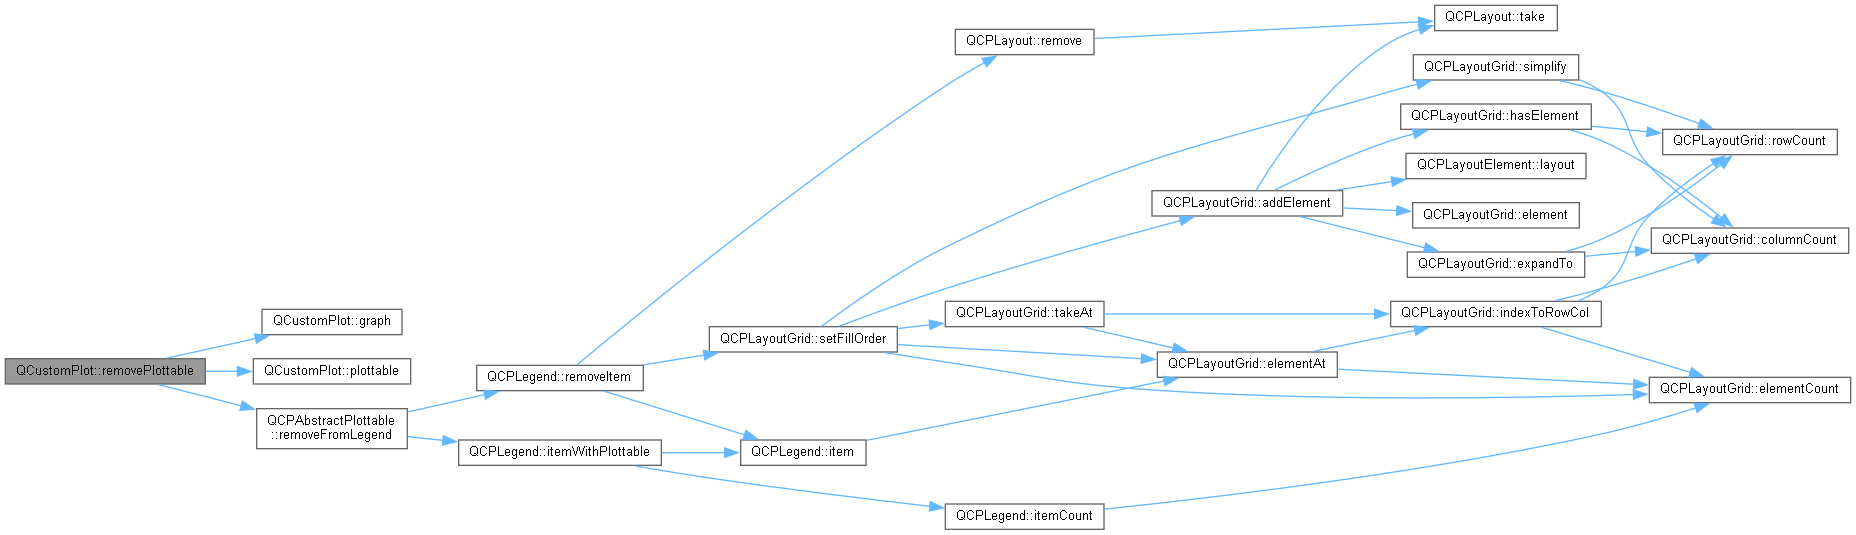 QCustomPlot::removePlottable
QCustomPlot::graph
QCustomPlot::plottable
QCPAbstractPlottable
::removeFromLegend
QCPLegend::removeItem
QCPLegend::itemWithPlottable
QCPLayout::remove
QCPLayoutGrid::setFillOrder
QCPLegend::item
QCPLayoutGrid::takeAt
QCPLegend::itemCount
QCPLayoutGrid::addElement
QCPLayoutGrid::elementAt
QCPLayout::take
QCPLayoutGrid::simplify
QCPLayoutGrid::hasElement
QCPLayoutElement::layout
QCPLayoutGrid::element
QCPLayoutGrid::expandTo
QCPLayoutGrid::indexToRowCol
QCPLayoutGrid::rowCount
QCPLayoutGrid::columnCount
QCPLayoutGrid::elementCount